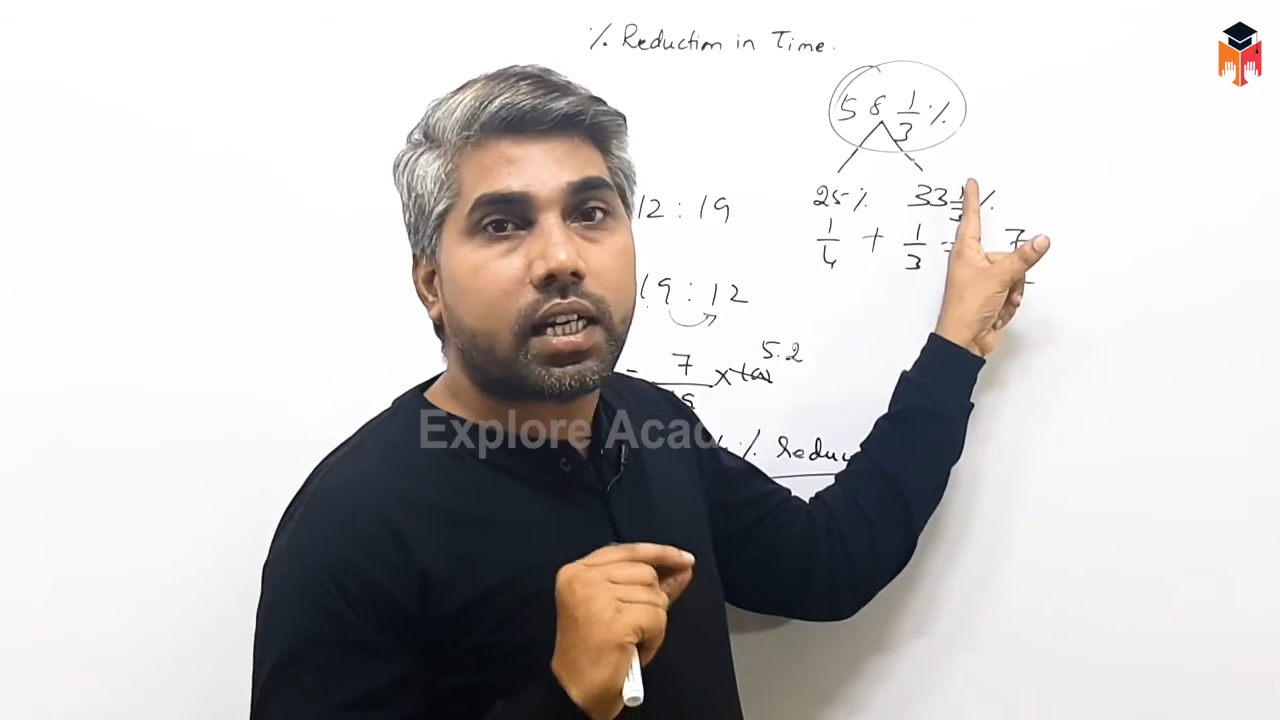 % Reduction in Time.
58 1/3 %
25% 33 1/3 %
12 : 19
1/4 + 1/3 = 7
19 : 12
5.2
7
Explore Acad
% Reduc